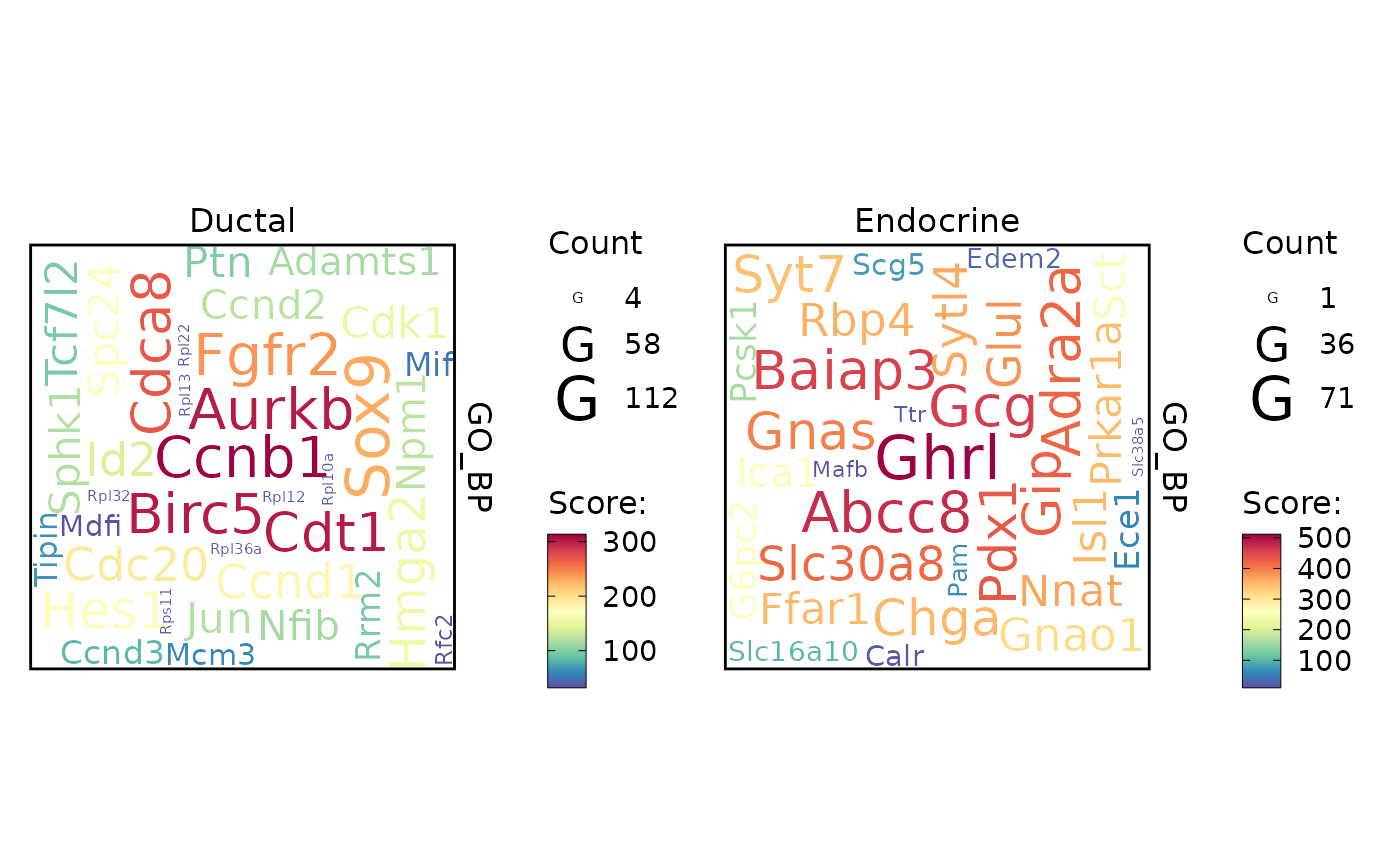 Ductal
Ptn
Adamts1
Tcf7l2
Spc24
Cdca8
Ccnd2
Cdk1
Rpl22
Fgfr2
Mif
Rpl13
Sox9
Aurkb
Npm1
Sphk1
Id2
Ccnb1
Rpl10a
Rpl32
Rpl12
Mdfi
Birc5
Cdt1
Tipin
Rpl36a
Cdc20
Ccnd1
Hmga2
Hes1
Rps11
Jun
Nfib
Rrm2
Rfc2
Ccnd3
Mcm3
GO_BP
Count
G 4
G 58
G 112
Score:
300
200
100
Endocrine
Syt7
Scg5
Edem2
Sytl4
Adra2a
Prkar1a
sct
Pcsk1
Rbp4
Glul
Baiap3
Gcg
Ttr
Gnas
Ghrl
Slc38a5
Ica1
Mafb
Gip
Abcc8
Pdx1
Isl1
Ece1
G6pc2
Slc30a8
Pam
Nnat
Ffar1
Chga
Gnao1
Slc16a10
Calr
GO_BP
Count
G 1
G 36
G 71
Score:
500
400
300
200
100